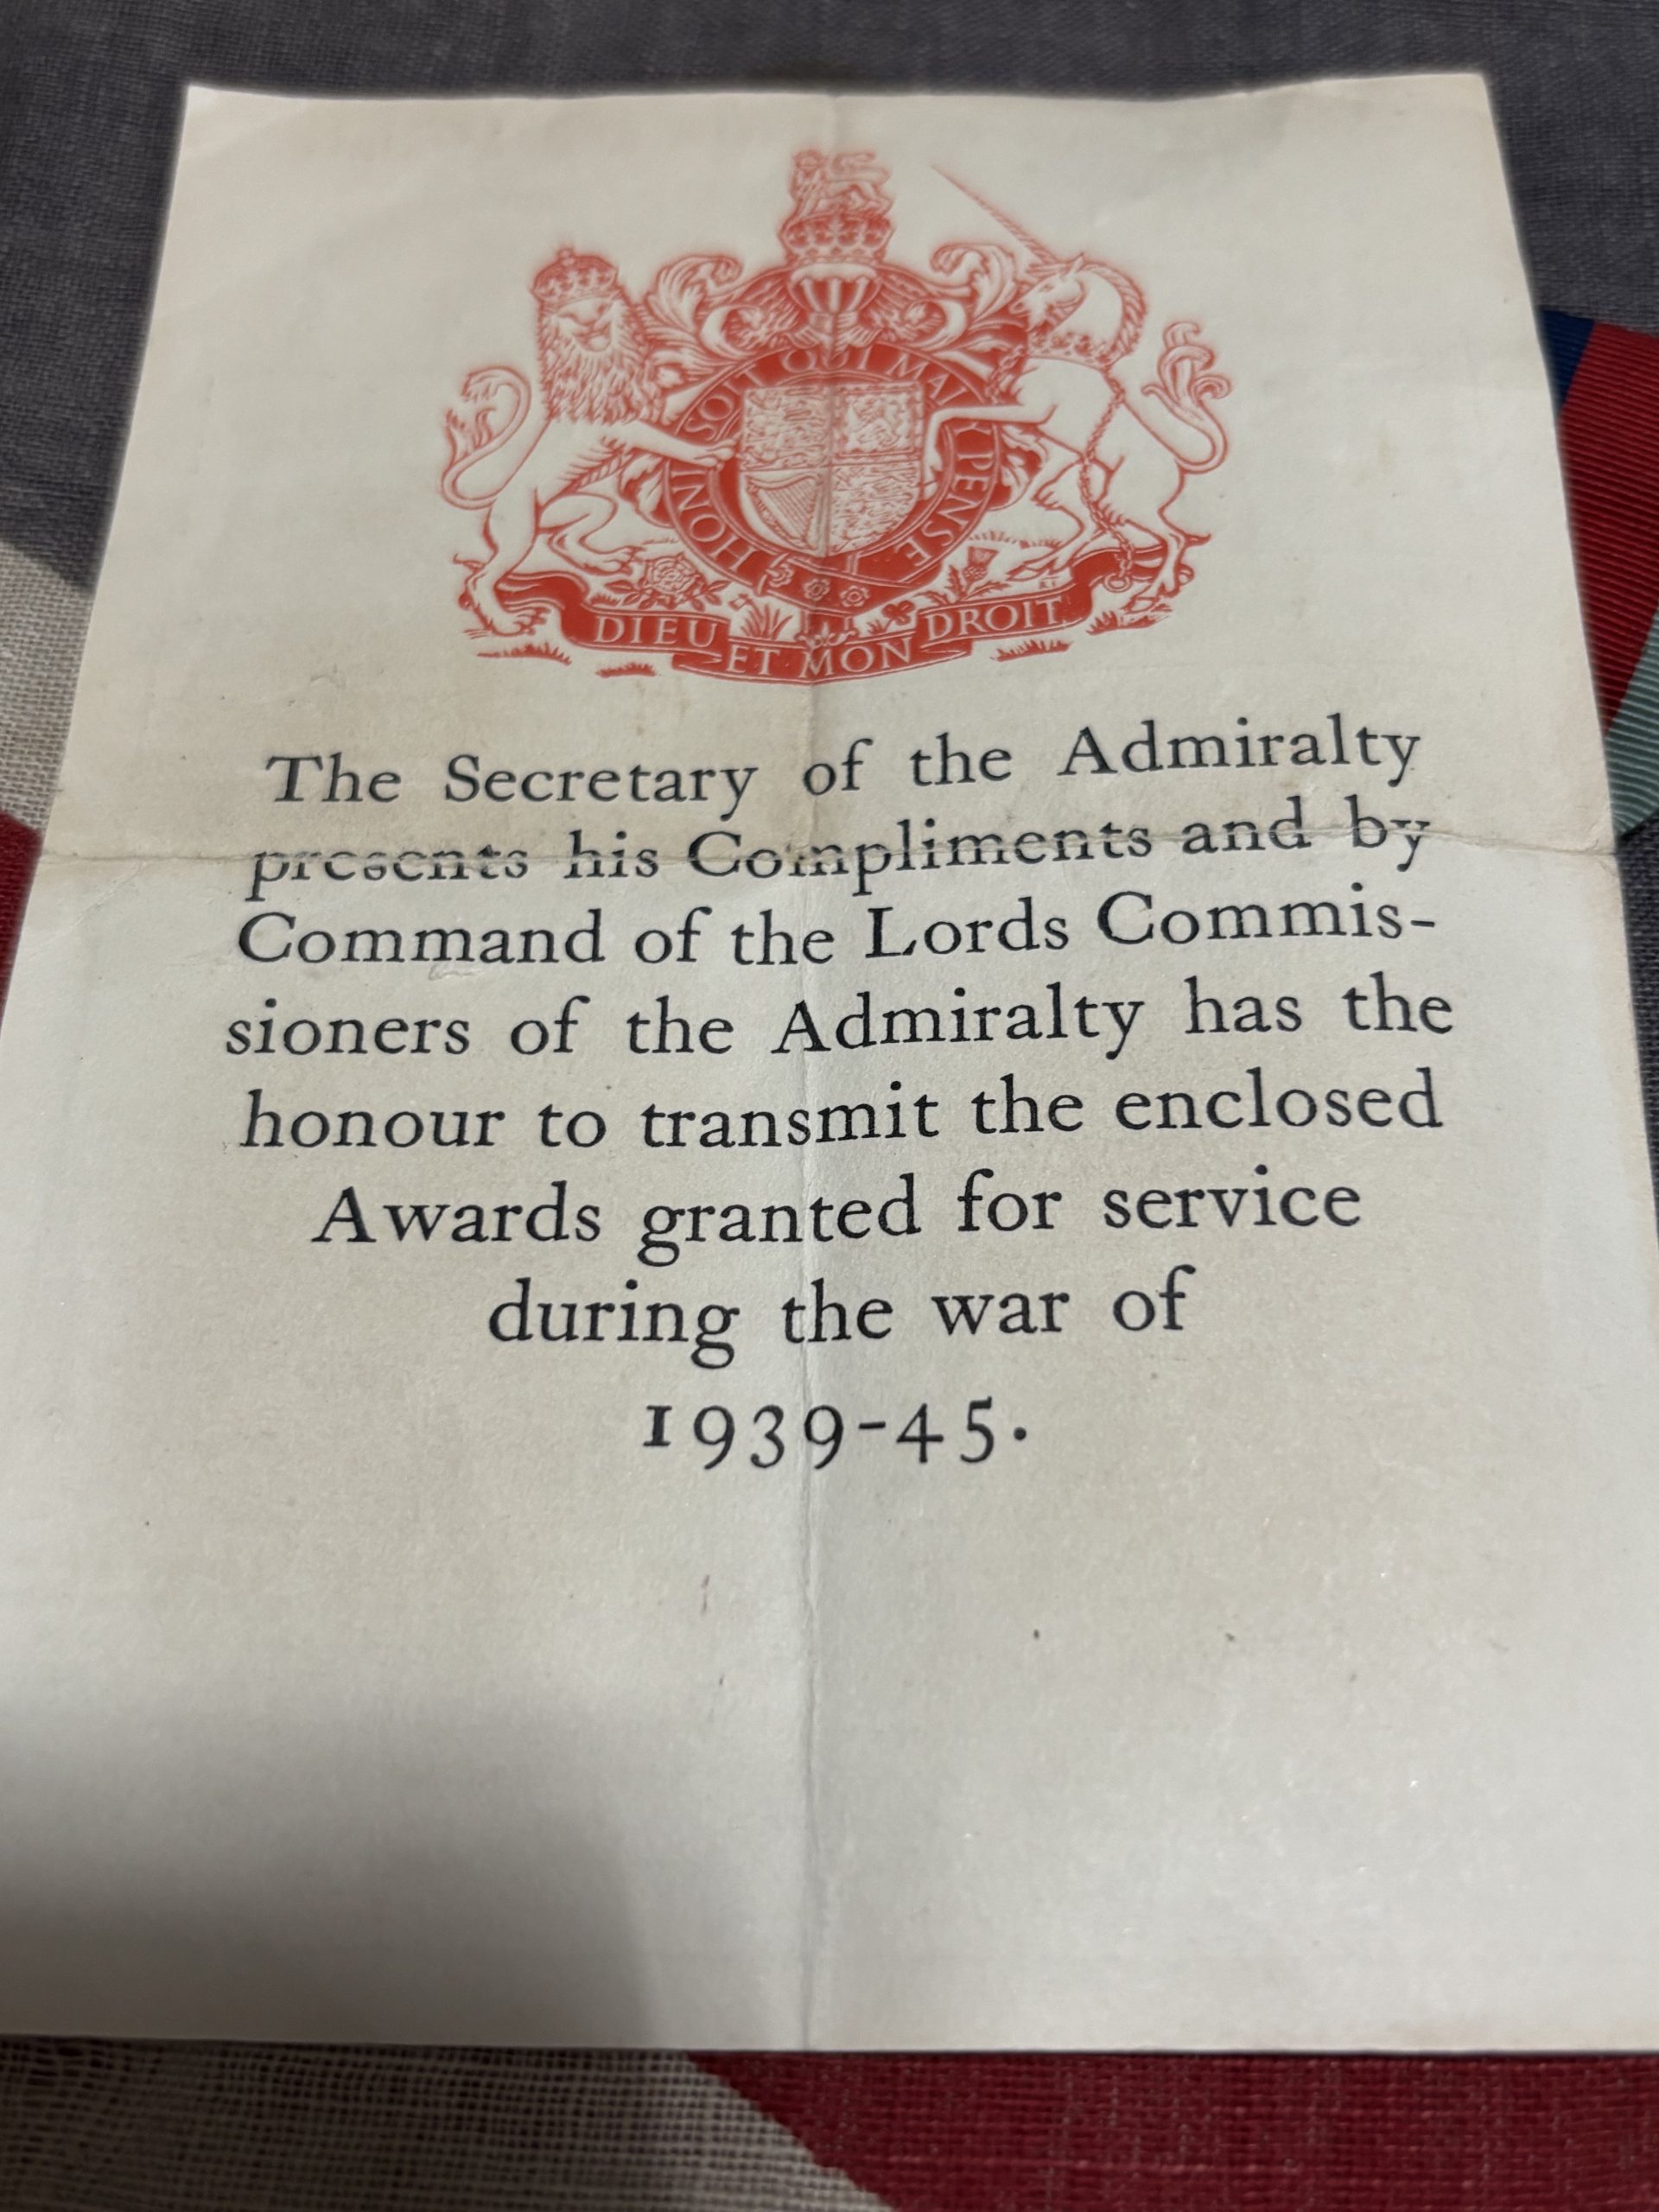 HONI SOIT QUI MAL Y PENSE
DIEU ET MON DROIT
The Secretary of the Admiralty
presents his Compliments and by
Command of the Lords Commis-
sioners of the Admiralty has the
honour to transmit the enclosed
Awards granted for service
during the war of
1939-45.